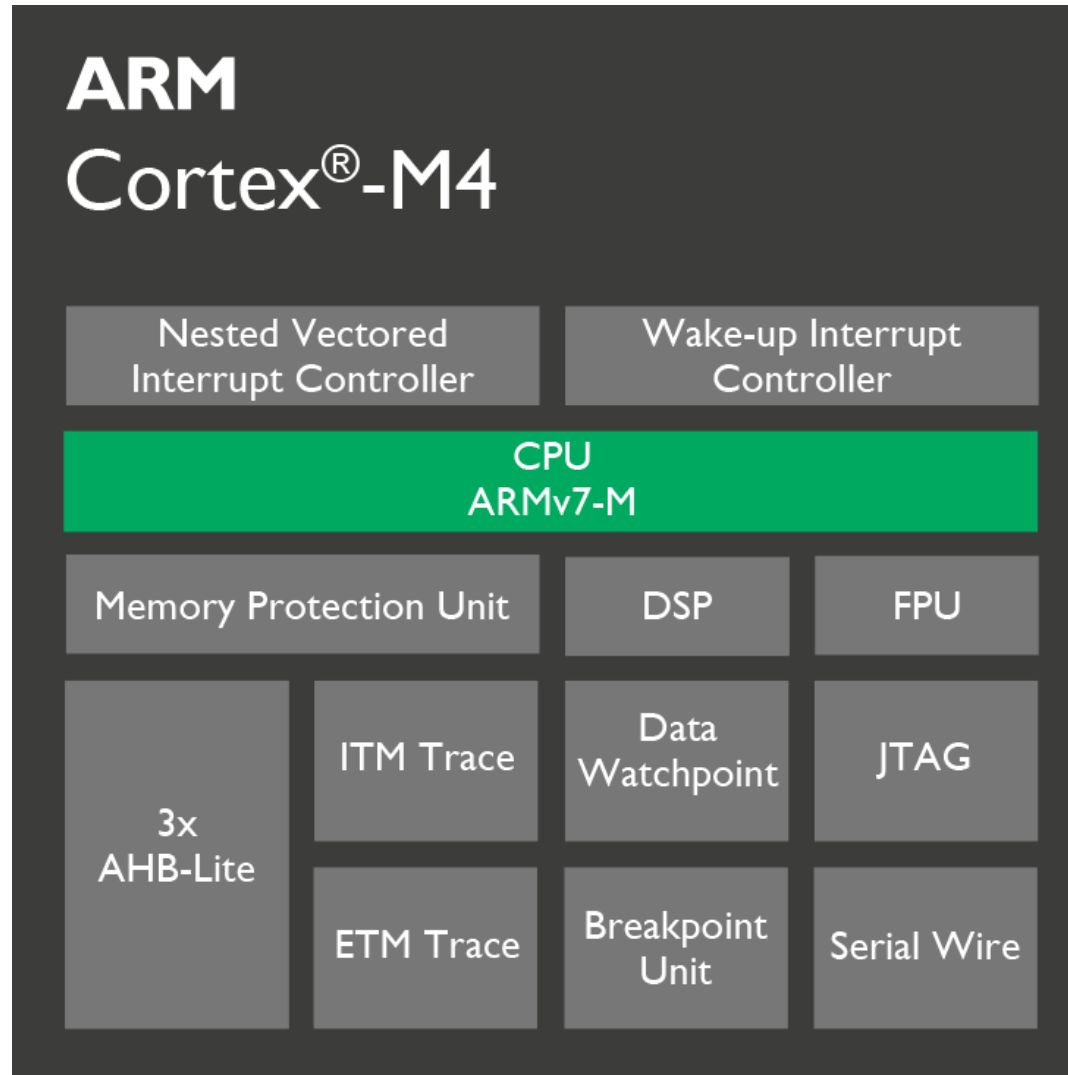 ARM
Cortex®-M4
Nested Vectored
Interrupt Controller
Wake-up Interrupt
Controller
CPU
ARMv7-M
Memory Protection Unit
DSP
FPU
3x
AHB-Lite
ITM Trace
Data
Watchpoint
JTAG
ETM Trace
Breakpoint
Unit
Serial Wire